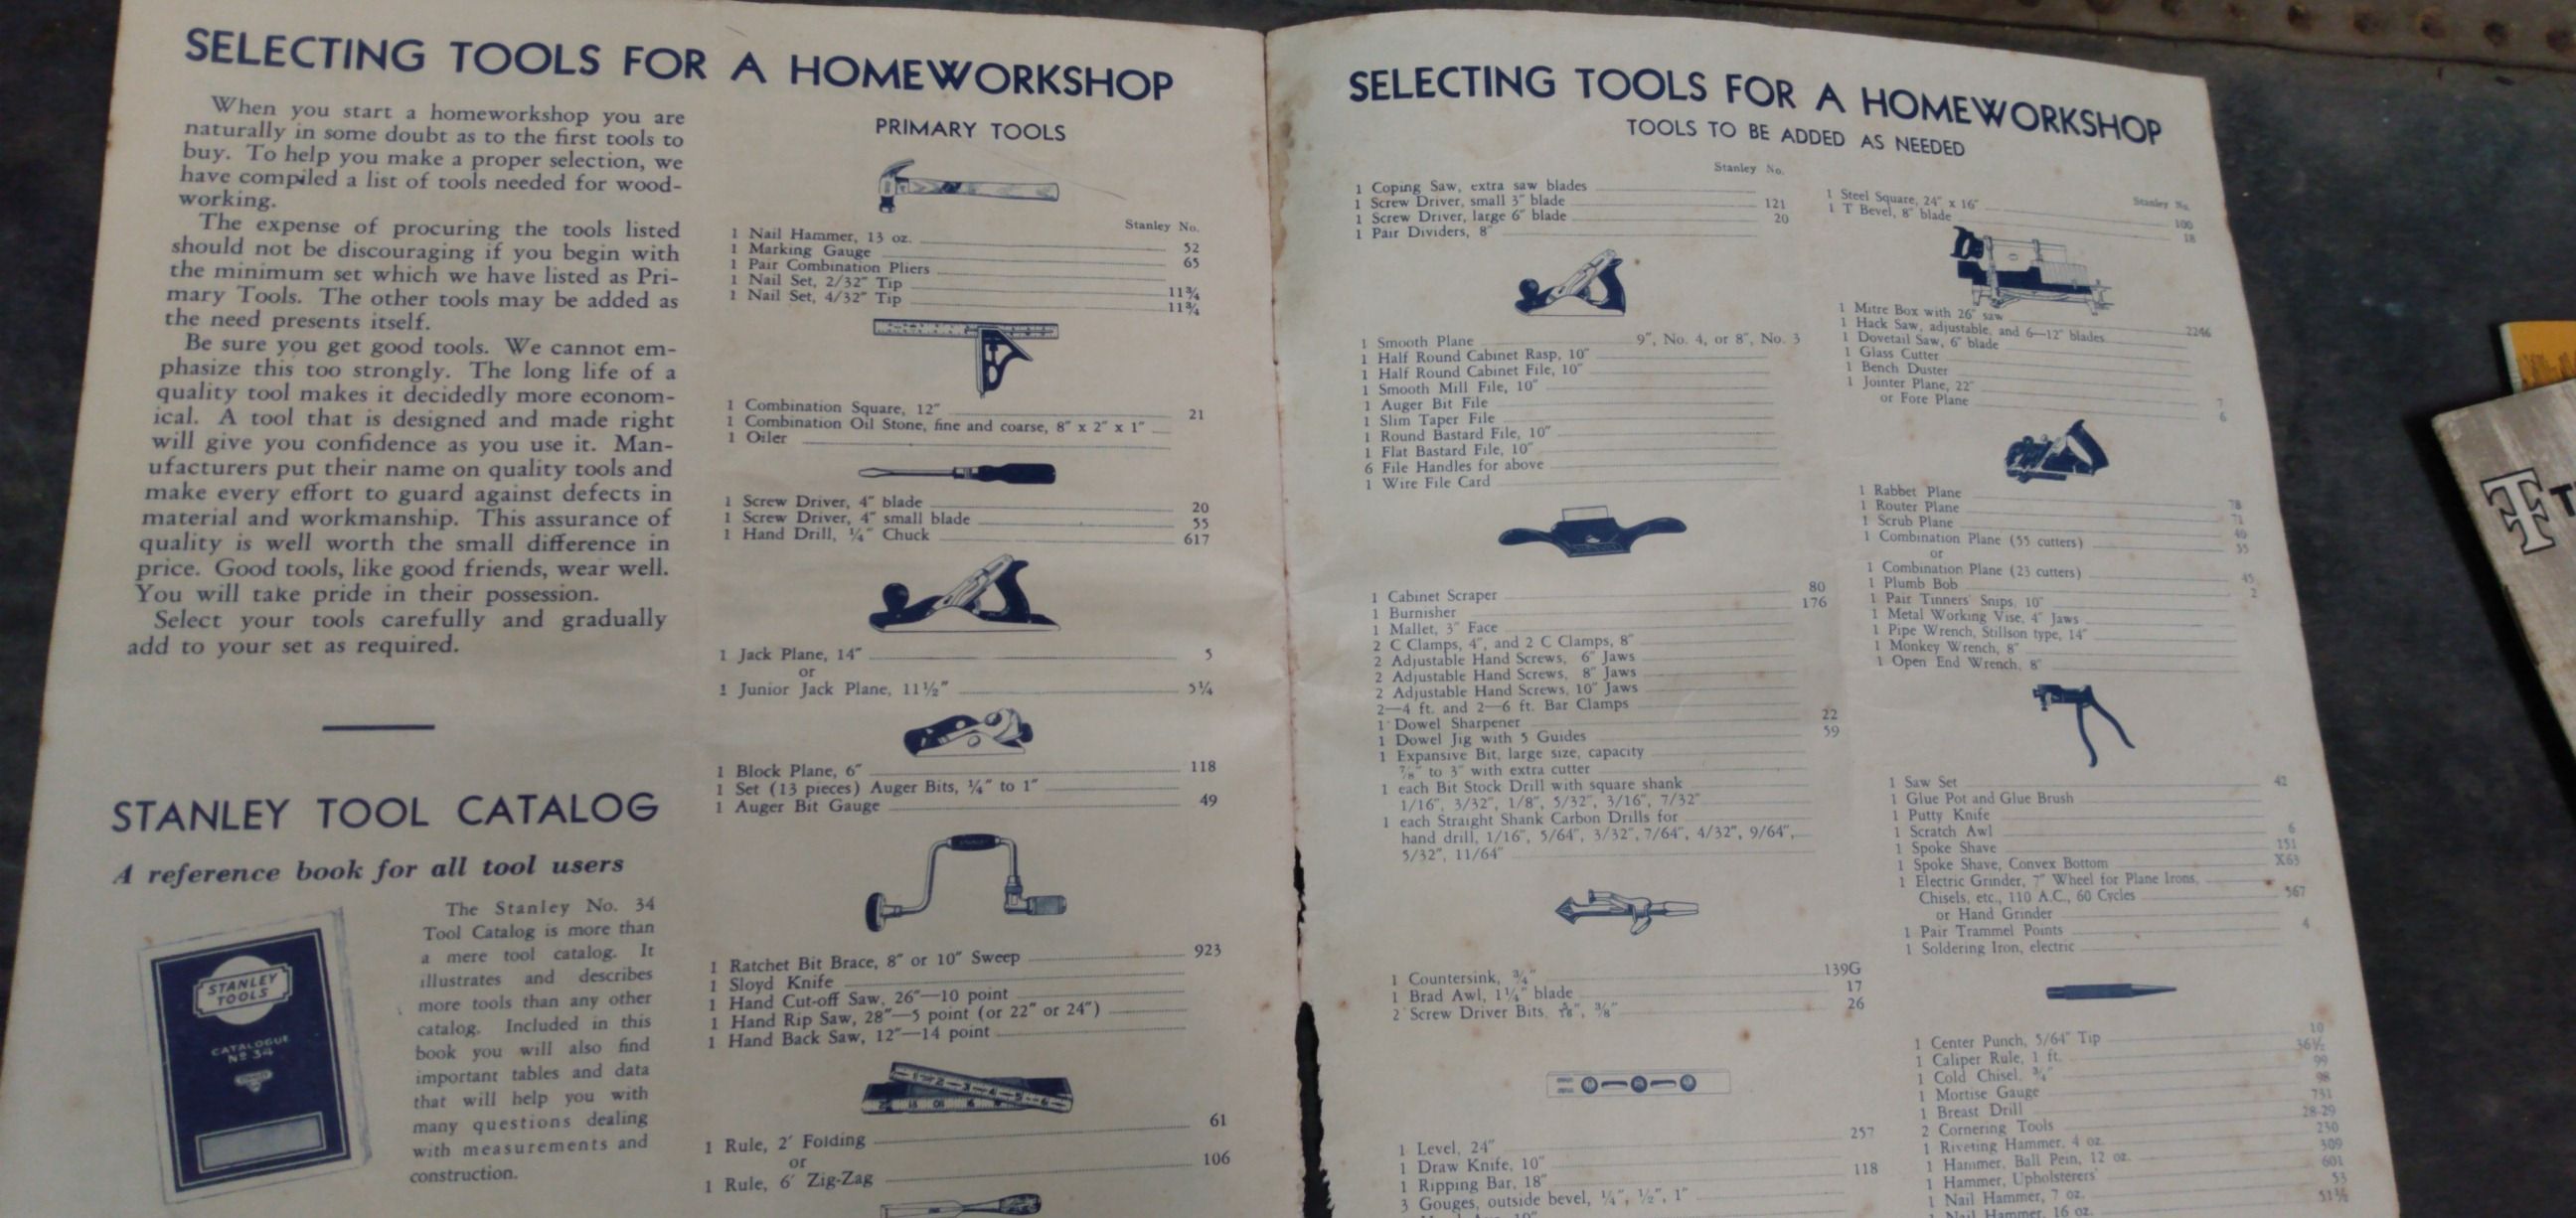 SELECTING TOOLS FOR A HOMEWORKSHOP
When you start a homeworkshop you are
naturally in some doubt as to the first tools to
buy. To help you make a proper selection, we
have compiled a list of tools needed for wood-
working.
The expense of procuring the tools listed
should not be discouraging if you begin with
the minimum set which we have listed as Pri-
mary Tools. The other tools may be added as
the need presents itself.
Be sure you get good tools. We cannot em-
phasize this too strongly. The long life of a
quality tool makes it decidedly more econom-
ical. A tool that is designed and made right
will give you confidence as you use it. Man-
ufacturers put their name on quality tools and
make every effort to guard against defects in
material and workmanship. This assurance of
quality is well worth the small difference in
price. Good tools, like good friends, wear well.
You will take pride in their possession.
Select your tools carefully and gradually
add to your set as required.
STANLEY TOOL CATALOG
A reference book for all tool users
STANLEY
TOOLS
CATALOGUE
No 34
The Stanley No. 34
Tool Catalog is more than
a mere tool catalog. It
illustrates and describes
more tools than any other
catalog. Included in this
book you will also find
important tables and data
that will help you with
many questions dealing
with measurements and
construction.
PRIMARY TOOLS
Stanley No.
1 Nail Hammer, 13 oz. 52
1 Marking Gauge 65
1 Pair Combination Pliers
1 Nail Set, 2/32" Tip 11¾
1 Nail Set, 4/32" Tip 11¾
1 Combination Square, 12" 21
1 Combination Oil Stone, fine and coarse, 8" x 2" x 1"
1 Oiler
1 Screw Driver, 4" blade 20
1 Screw Driver, 4" small blade 55
1 Hand Drill, ¼" Chuck 617
1 Jack Plane, 14" 5
or
1 Junior Jack Plane, 11½" 5¼
1 Block Plane, 6" 118
1 Set (13 pieces) Auger Bits, ¼" to 1"
1 Auger Bit Gauge 49
1 Ratchet Bit Brace, 8" or 10" Sweep 923
1 Sloyd Knife
1 Hand Cut-off Saw, 26"—10 point
1 Hand Rip Saw, 28"—5 point (or 22" or 24")
1 Hand Back Saw, 12"—14 point
1 Rule, 2' Folding 61
or
1 Rule, 6' Zig-Zag 106
SELECTING TOOLS FOR A HOMEWORKSHOP
TOOLS TO BE ADDED AS NEEDED
Stanley No.
1 Coping Saw, extra saw blades
1 Screw Driver, small 3" blade 121
1 Screw Driver, large 6" blade 20
1 Pair Dividers, 8"
1 Smooth Plane 9", No. 4, or 8", No. 3
1 Half Round Cabinet Rasp, 10"
1 Half Round Cabinet File, 10"
1 Smooth Mill File, 10"
1 Auger Bit File
1 Slim Taper File
1 Round Bastard File, 10"
1 Flat Bastard File, 10"
6 File Handles for above
1 Wire File Card
1 Cabinet Scraper 80
1 Burnisher 176
1 Mallet, 3" Face
2 C Clamps, 4", and 2 C Clamps, 8"
2 Adjustable Hand Screws, 6" Jaws
2 Adjustable Hand Screws, 8" Jaws
2 Adjustable Hand Screws, 10" Jaws
2—4 ft. and 2—6 ft. Bar Clamps
1 Dowel Sharpener 22
1 Dowel Jig with 5 Guides 59
1 Expansive Bit, large size, capacity
⅞" to 3" with extra cutter
1 each Bit Stock Drill with square shank
1/16", 3/32", 1/8", 5/32", 3/16", 7/32"
1 each Straight Shank Carbon Drills for
hand drill, 1/16", 5/64", 3/32", 7/64", 4/32", 9/64",
5/32", 11/64"
1 Countersink, ¾" 139G
1 Brad Awl, 1¼" blade 17
2 Screw Driver Bits, 5/16", ⅜" 26
1 Level, 24" 257
1 Draw Knife, 10"
1 Ripping Bar, 18" 118
3 Gouges, outside bevel, ¼", ½", 1"
Stanley No.
1 Steel Square, 24" x 16" 100
1 T Bevel, 8" blade 18
1 Mitre Box with 26" saw 2246
1 Hack Saw, adjustable, and 6—12" blades
1 Dovetail Saw, 6" blade
1 Glass Cutter
1 Bench Duster
1 Jointer Plane, 22" 7
or Fore Plane 6
1 Rabbet Plane 78
1 Router Plane 71
1 Scrub Plane 40
1 Combination Plane (55 cutters) 55
or
1 Combination Plane (23 cutters) 45
1 Plumb Bob 2
1 Pair Tinners' Snips, 10"
1 Metal Working Vise, 4" Jaws
1 Pipe Wrench, Stillson type, 14"
1 Monkey Wrench, 8"
1 Open End Wrench, 8"
1 Saw Set 42
1 Glue Pot and Glue Brush
1 Putty Knife
1 Scratch Awl 6
1 Spoke Shave 151
1 Spoke Shave, Convex Bottom X63
1 Electric Grinder, 7" Wheel for Plane Irons,
Chisels, etc., 110 A.C., 60 Cycles 567
or Hand Grinder
1 Pair Trammel Points 4
1 Soldering Iron, electric
1 Center Punch, 5/64" Tip 10
1 Caliper Rule, 1 ft. 36½
1 Cold Chisel, ¾" 99
1 Mortise Gauge 98
1 Breast Drill 731
2 Cornering Tools 28-29
1 Riveting Hammer, 4 oz. 230
1 Hammer, Ball Pein, 12 oz. 309
1 Hammer, Upholsterers' 601
1 Nail Hammer, 7 oz. 53
1 Nail Hammer, 16 oz. 51½